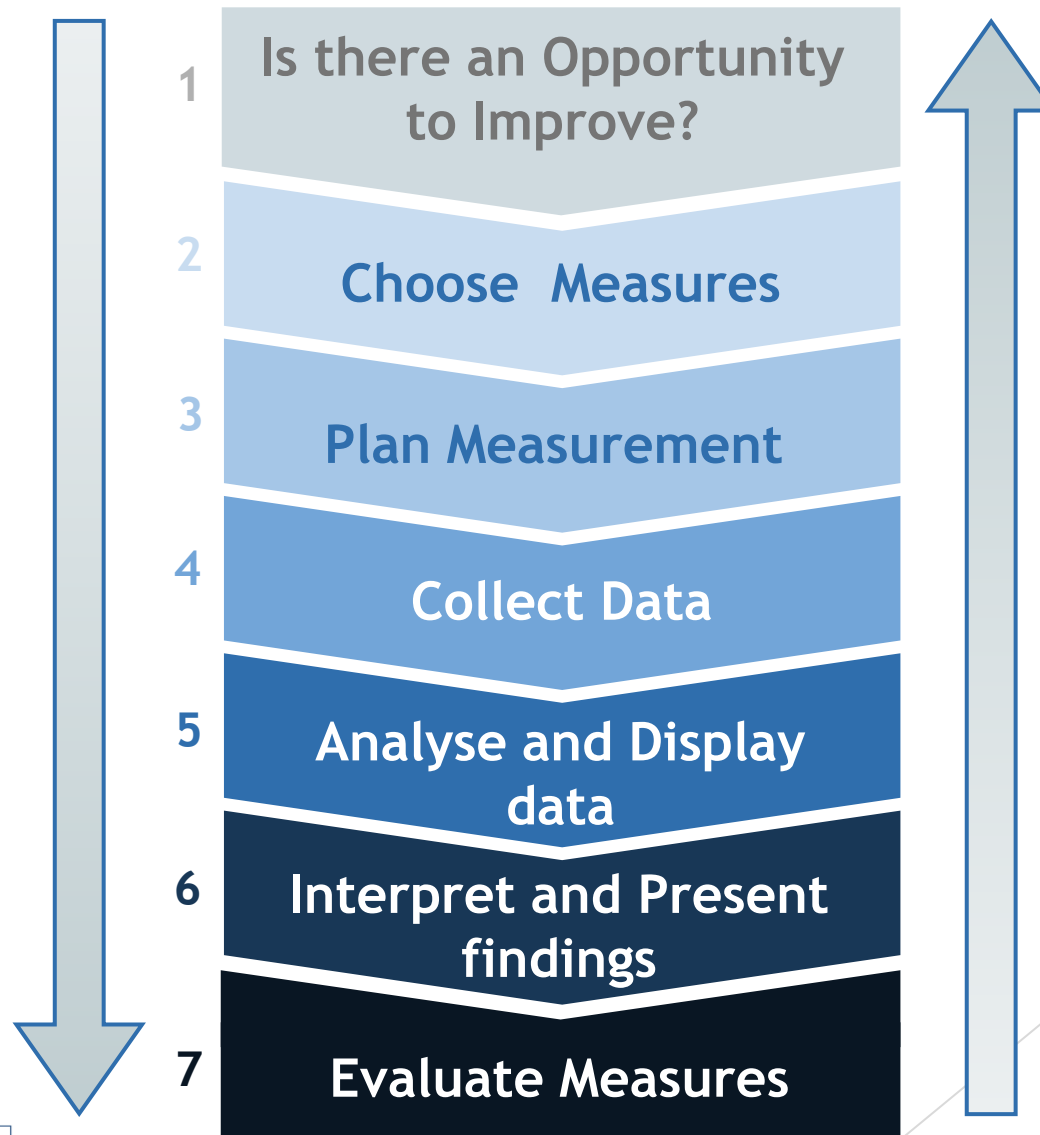 1
Is there an Opportunity
to Improve?
2
Choose Measures
3
Plan Measurement
4
Collect Data
5
Analyse and Display
data
6
Interpret and Present
findings
7
Evaluate Measures